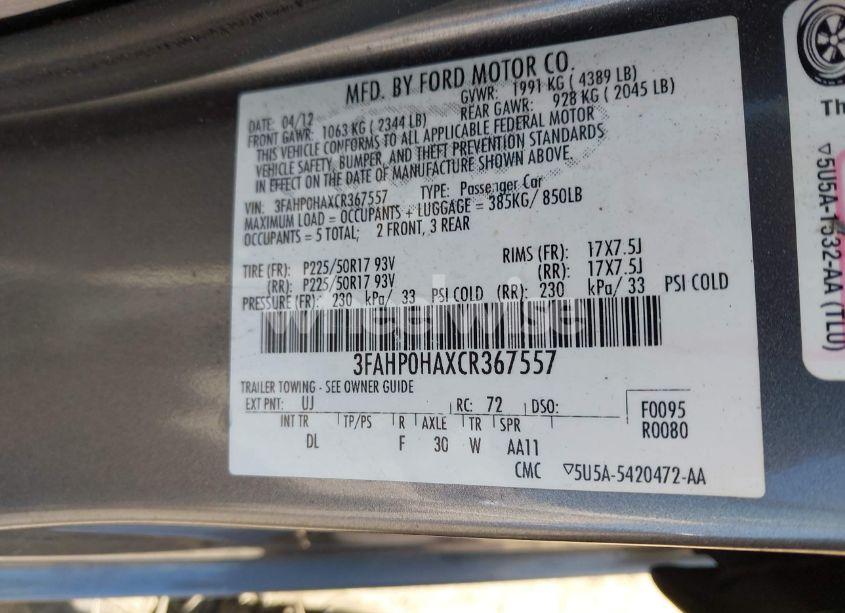 MFD. BY FORD MOTOR CO.
DATE: 04/12 GVWR: 1991 KG ( 4389 LB)
FRONT GAWR: 1063 KG ( 2344 LB) REAR GAWR: 928 KG ( 2045 LB)
THIS VEHICLE CONFORMS TO ALL APPLICABLE FEDERAL MOTOR
VEHICLE SAFETY, BUMPER, AND THEFT PREVENTION STANDARDS
IN EFFECT ON THE DATE OF MANUFACTURE SHOWN ABOVE.
VIN: 3FAHP0HAXCR367557 TYPE: Passenger Car
MAXIMUM LOAD = OCCUPANTS + LUGGAGE = 385KG/ 850LB
OCCUPANTS = 5 TOTAL; 2 FRONT, 3 REAR
TIRE (FR): P225/50R17 93V RIMS (FR): 17X7.5J
(RR): P225/50R17 93V (RR): 17X7.5J
PRESSURE (FR): 230 kPa/ 33 PSI COLD (RR): 230 kPa/ 33 PSI COLD
wheelwise
3FAHP0HAXCR367557
TRAILER TOWING - SEE OWNER GUIDE
EXT PNT: UJ RC: 72 DSO: F0095
INT TR TP/PS R AXLE TR SPR R0080
DL F 30 W AA11
CMC ▽5U5A-5420472-AA
Th
▽5U5A-1532-AA (TLU)